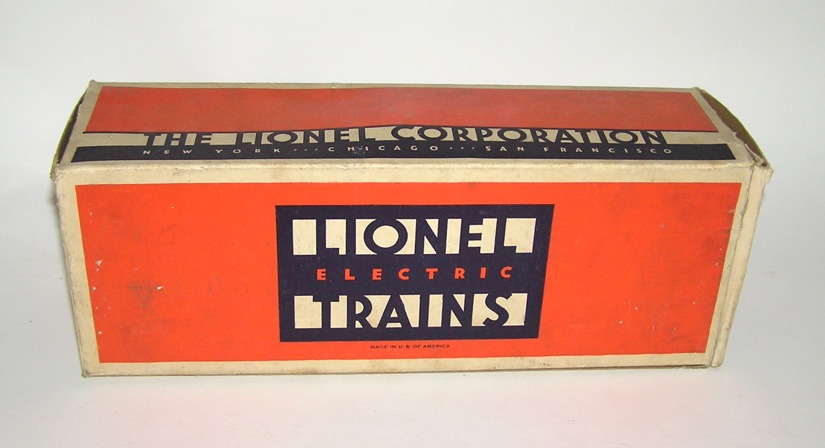 THE LIONEL CORPORATION
NEW YORK ··· CHICAGO ··· SAN FRANCISCO
LIONEL
ELECTRIC
TRAINS
MADE IN U.S. OF AMERICA